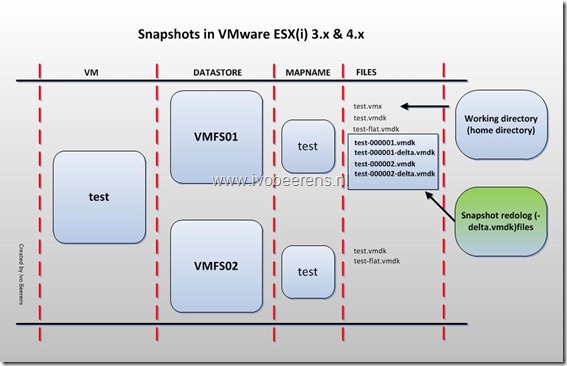 Snapshots in VMware ESX(i) 3.x & 4.x
VM
DATASTORE
MAPNAME
FILES
test
VMFS01
test
test.vmx
test.vmdk
test-flat.vmdk
test-000001.vmdk
test-000001-delta.vmdk
test-000002.vmdk
test-000002-delta.vmdk
Working directory
(home directory)
Snapshot redolog (-
delta.vmdk)files
www.ivobeerens.n
VMFS02
test
test.vmdk
test-flat.vmdk
Created by Ivo Beerens